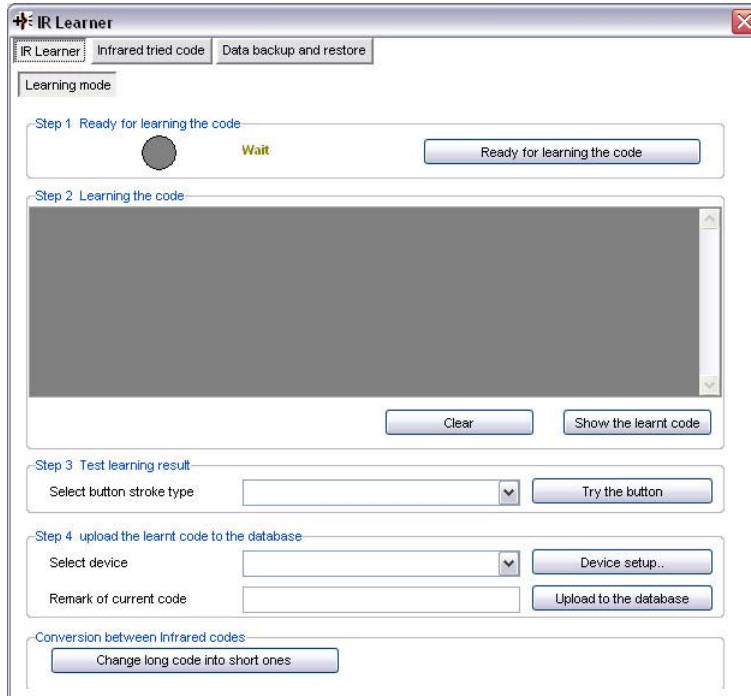 IR Learner
IR Learner Infrared tried code Data backup and restore
Learning mode
Step 1 Ready for learning the code
Wait Ready for learning the code
Step 2 Learning the code
Clear Show the learnt code
Step 3 Test learning result
Select button stroke type Try the button
Step 4 upload the learnt code to the database
Select device Device setup..
Remark of current code Upload to the database
Conversion between Infrared codes
Change long code into short ones